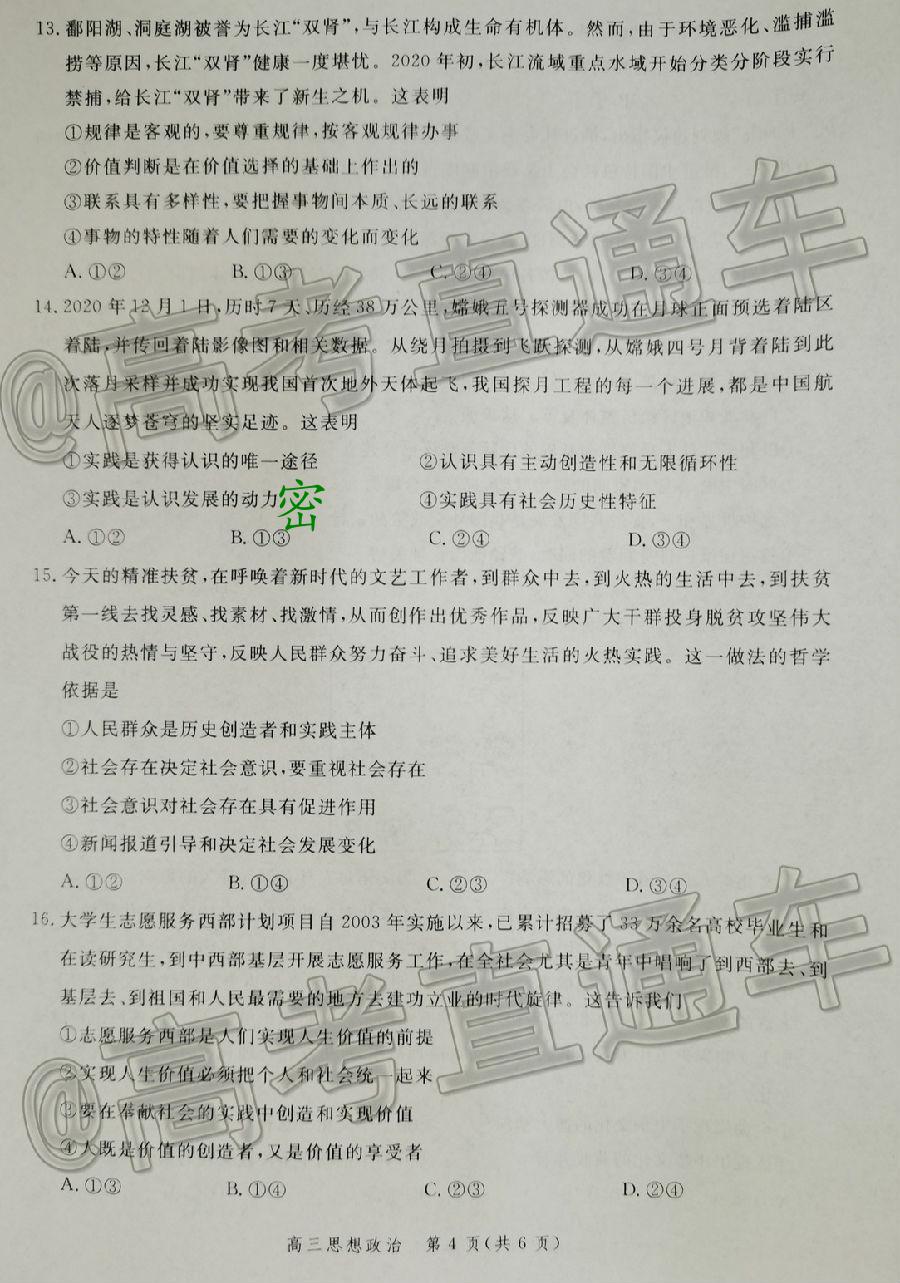 13. 鄱阳湖、洞庭湖被誉为长江“双肾”,与长江构成生命有机体。然而,由于环境恶化、滥捕滥
捞等原因,长江“双肾”健康一度堪忧。2020年初,长江流域重点水域开始分类分阶段实行
禁捕,给长江“双肾”带来了新生之机。这表明
①规律是客观的,要尊重规律,按客观规律办事
②价值判断是在价值选择的基础上作出的
③联系具有多样性,要把握事物间本质、长远的联系
④事物的特性随着人们需要的变化而变化
A. ①② B. ①③ C. ②④ D. ③④
14. 2020年12月1日,历时7天、历经38万公里,嫦娥五号探测器成功在月球正面预选着陆区
着陆,并传回着陆影像图和相关数据。从绕月拍摄到飞跃探测,从嫦娥四号月背着陆到此
次落月采样并成功实现我国首次地外天体起飞,我国探月工程的每一个进展,都是中国航
天人逐梦苍穹的坚实足迹。这表明
①实践是获得认识的唯一途径 ②认识具有主动创造性和无限循环性
③实践是认识发展的动力 ④实践具有社会历史性特征
密
A. ①② B. ①③ C. ②④ D. ③④
15. 今天的精准扶贫,在呼唤着新时代的文艺工作者,到群众中去,到火热的生活中去,到扶贫
第一线去找灵感、找素材、找激情,从而创作出优秀作品,反映广大干群投身脱贫攻坚伟大
战役的热情与坚守,反映人民群众努力奋斗、追求美好生活的火热实践。这一做法的哲学
依据是
①人民群众是历史创造者和实践主体
②社会存在决定社会意识,要重视社会存在
③社会意识对社会存在具有促进作用
④新闻报道引导和决定社会发展变化
A. ①② B. ①④ C. ②③ D. ③④
16. 大学生志愿服务西部计划项目自2003年实施以来,已累计招募了33万余名高校毕业生和
在读研究生,到中西部基层开展志愿服务工作,在全社会尤其是青年中唱响了到西部去、到
基层去、到祖国和人民最需要的地方去建功立业的时代旋律。这告诉我们
①志愿服务西部是人们实现人生价值的前提
②实现人生价值必须把个人和社会统一起来
③要在奉献社会的实践中创造和实现价值
④人既是价值的创造者,又是价值的享受者
A. ①③ B. ①④ C. ②③ D. ②④
高三思想政治 第4页(共6页)
@高考直通车
@高考直通车